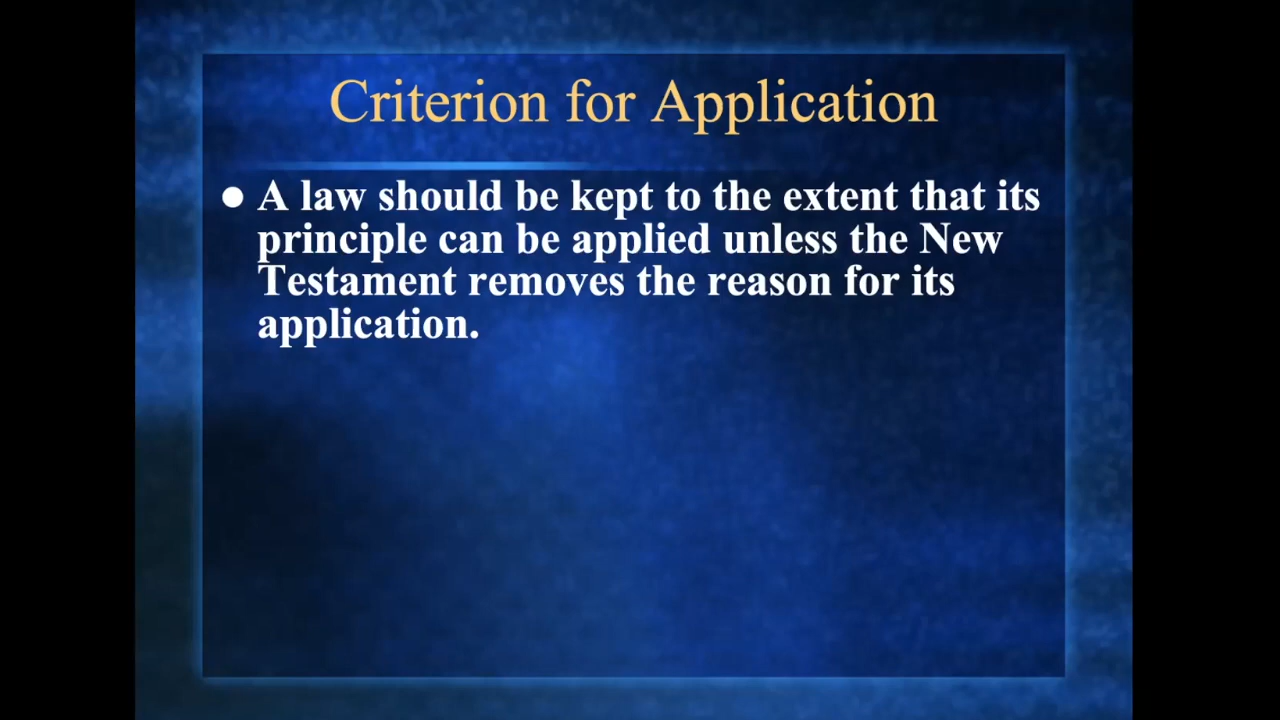 Criterion for Application
● A law should be kept to the extent that its
principle can be applied unless the New
Testament removes the reason for its
application.